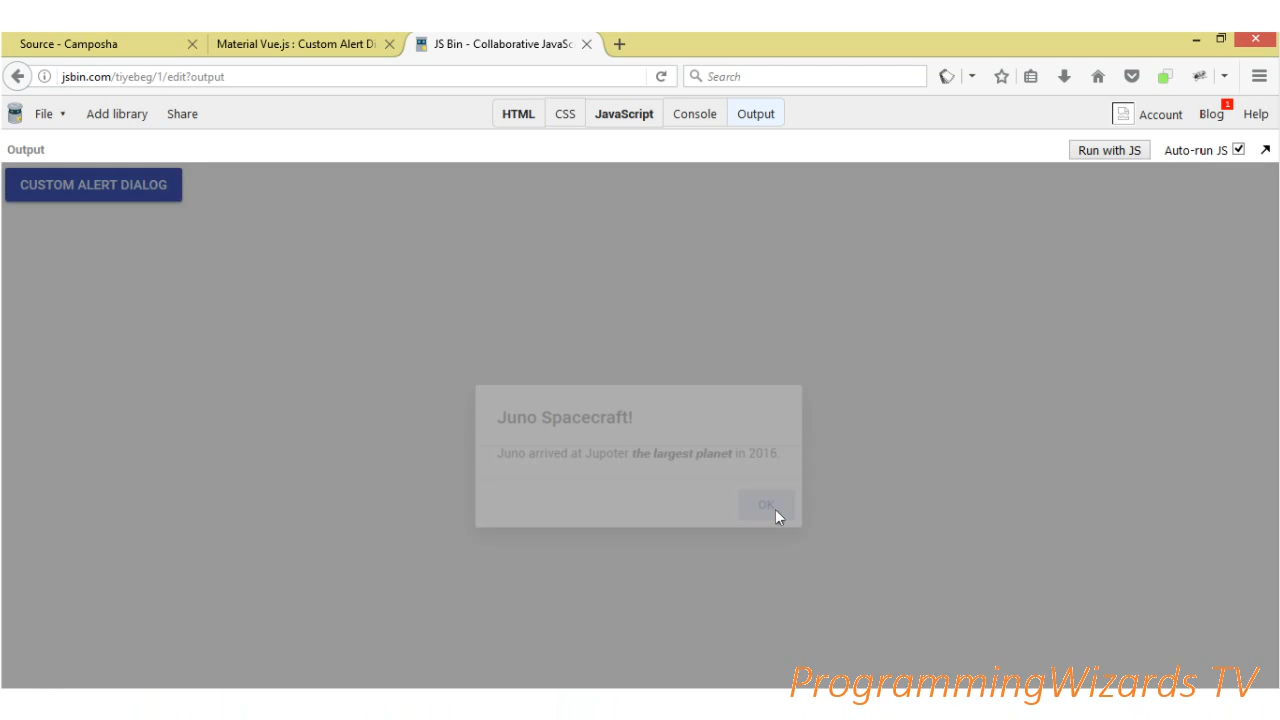 Source - Camposha
Material Vue.js : Custom Alert Di
JS Bin - Collaborative JavaSc
jsbin.com/tiyebeg/1/edit?output
Search
File
Add library
Share
HTML
CSS
JavaScript
Console
Output
Account
Blog
1
Help
Output
Run with JS
Auto-run JS
CUSTOM ALERT DIALOG
Juno Spacecraft!
Juno arrived at Jupoter the largest planet in 2016.
OK
ProgrammingWizards TV